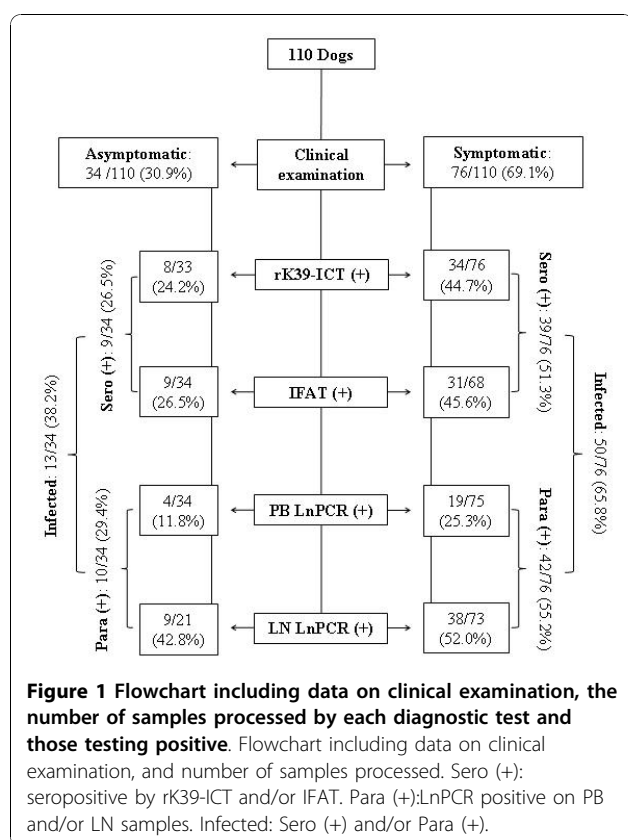 110 Dogs
Asymptomatic:
34 /110 (30.9%)
Clinical
examination
Symptomatic:
76/110 (69.1%)
8/33
(24.2%)
rK39-ICT (+)
34/76
(44.7%)
Sero (+): 9/34 (26.5%)
Sero (+): 39/76 (51.3%)
9/34
(26.5%)
IFAT (+)
31/68
(45.6%)
Infected: 13/34 (38.2%)
Infected: 50/76 (65.8%)
4/34
(11.8%)
PB LnPCR (+)
19/75
(25.3%)
Para (+): 10/34 (29.4%)
Para (+): 42/76 (55.2%)
9/21
(42.8%)
LN LnPCR (+)
38/73
(52.0%)
Figure 1 Flowchart including data on clinical examination, the
number of samples processed by each diagnostic test and
those testing positive. Flowchart including data on clinical
examination, and number of samples processed. Sero (+):
seropositive by rK39-ICT and/or IFAT. Para (+):LnPCR positive on PB
and/or LN samples. Infected: Sero (+) and/or Para (+).